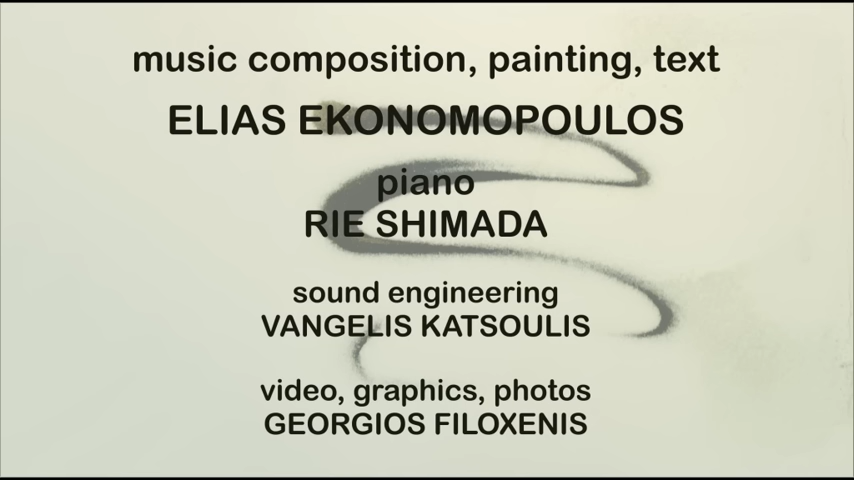 music composition, painting, text
ELIAS EKONOMOPOULOS
piano
RIE SHIMADA
sound engineering
VANGELIS KATSOULIS
video, graphics, photos
GEORGIOS FILOXENIS